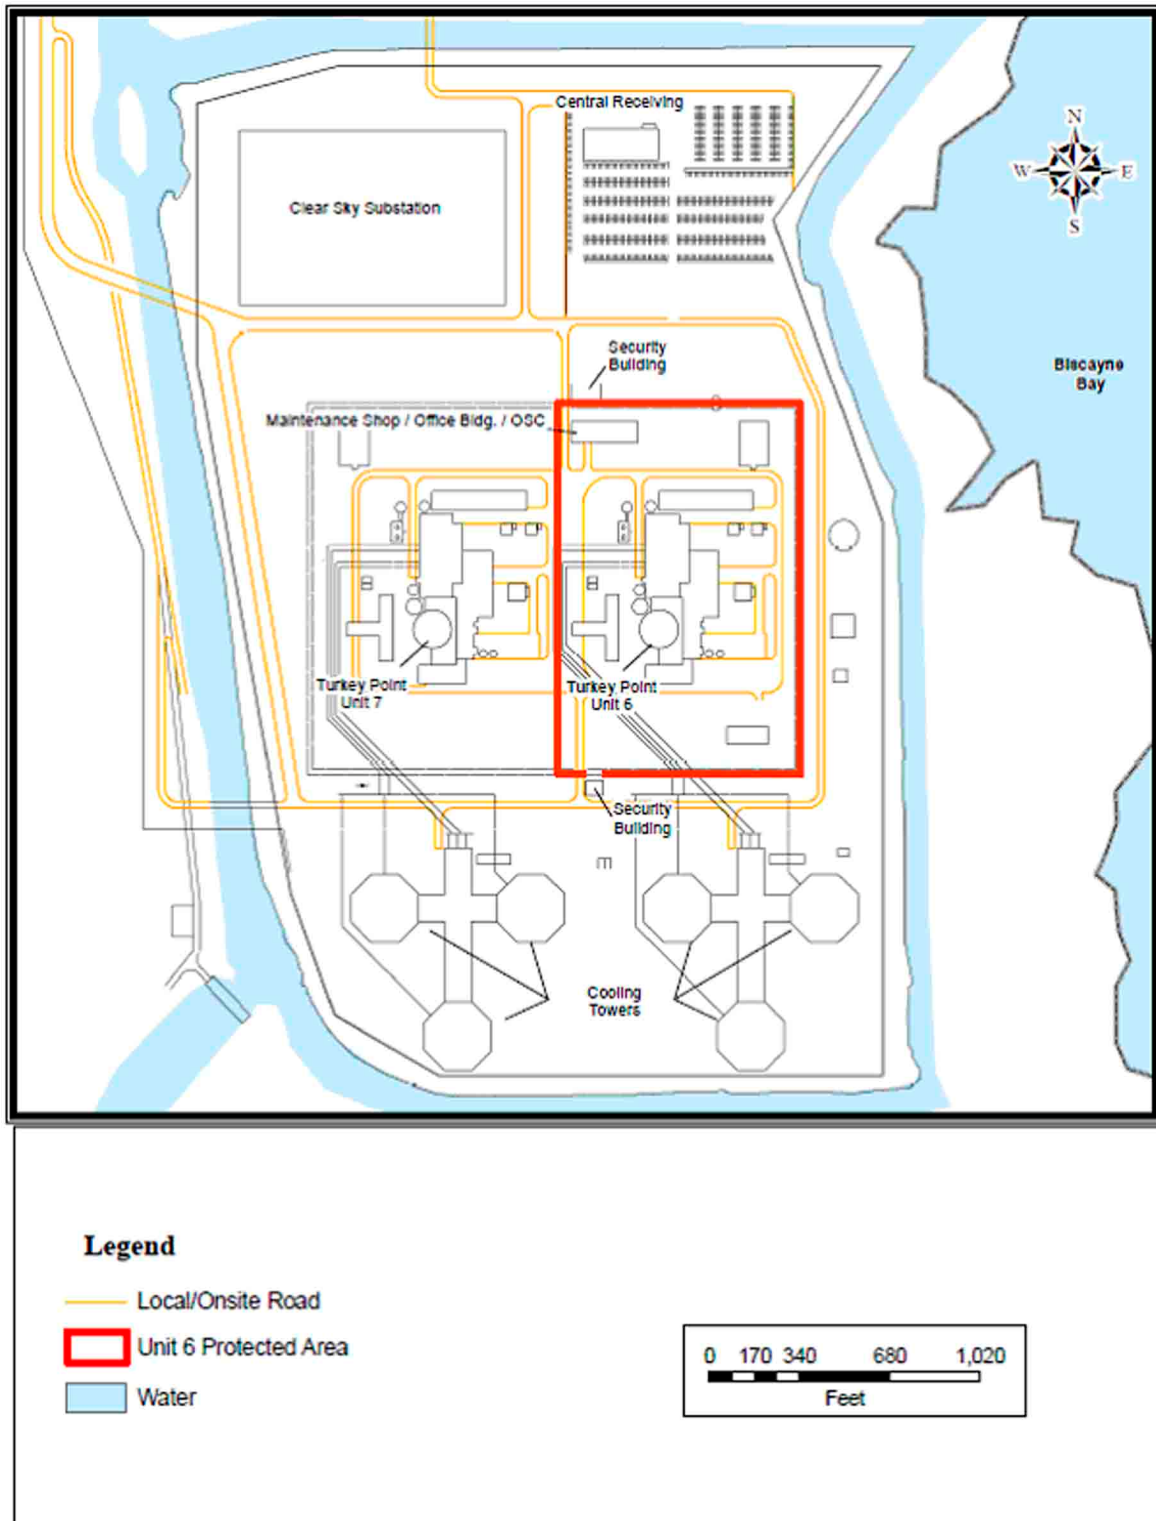 Central Receiving
N
W E
S
Clear Sky Substation
Security
Building
Biscayne
Bay
Maintenance Shop / Office Bldg. / OSC
Turkey Point
Unit 7
Turkey Point
Unit 6
Security
Building
Cooling
Towers
Legend
Local/Onsite Road
Unit 6 Protected Area
Water
0 170 340 680 1,020
Feet